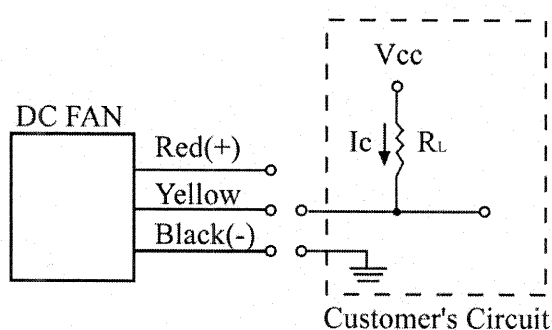 Vcc
DC FAN
Red(+)
Ic
RL
Yellow
Black(-)
Customer's Circuit